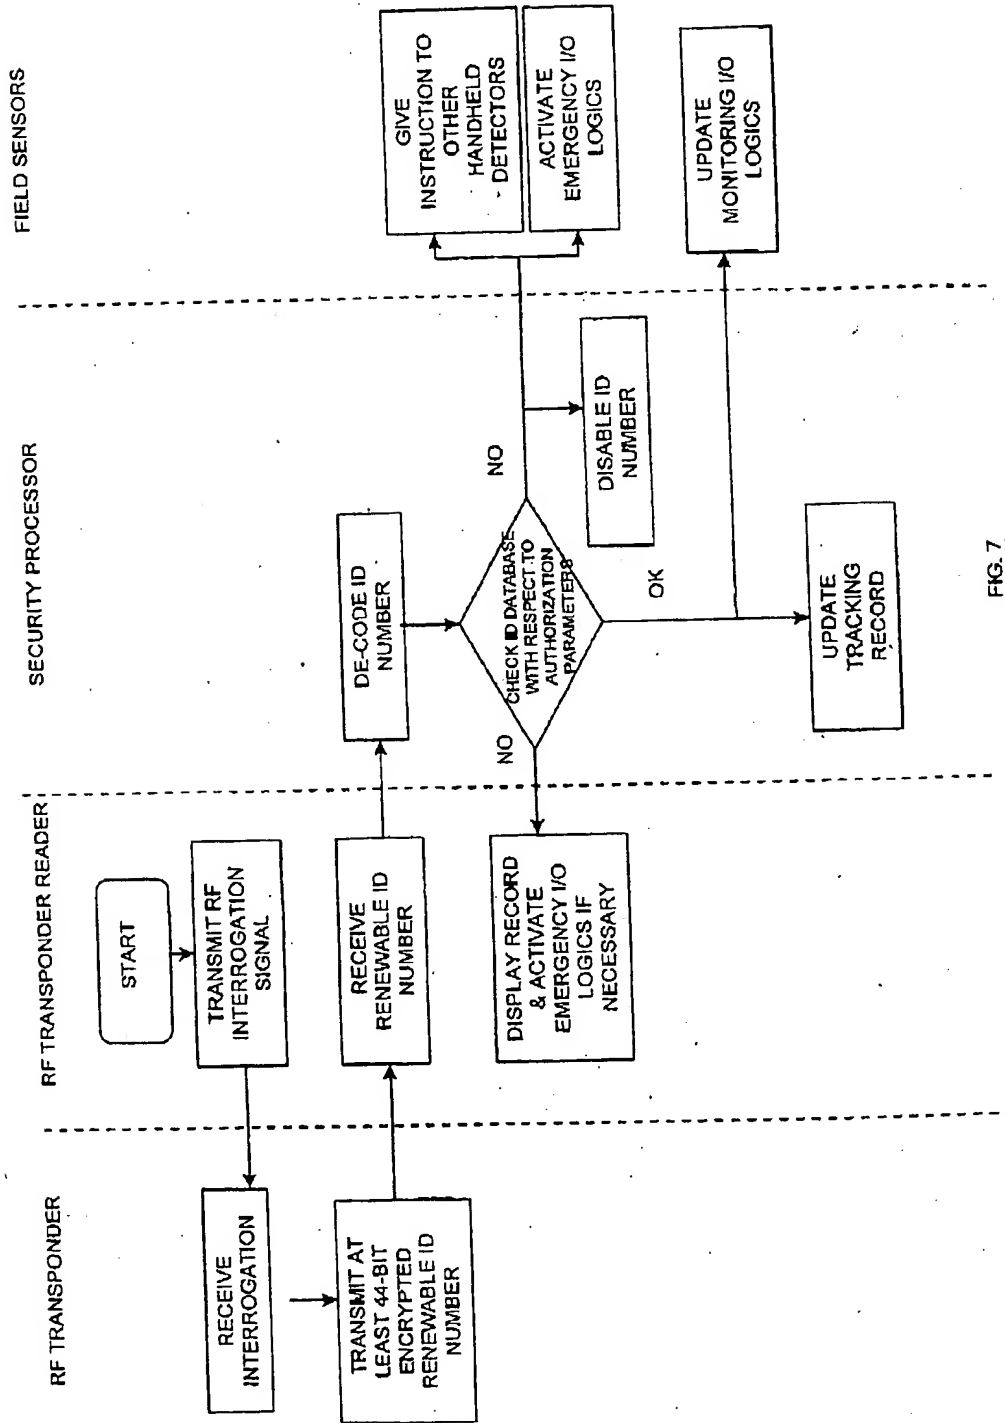 RF TRANSPONDER
RF TRANSPONDER READER
SECURITY PROCESSOR
FIELD SENSORS
START
TRANSMIT RF
INTERROGATION
SIGNAL
RECEIVE
INTERROGATION
TRANSMIT AT
LEAST 44-BIT
ENCRYPTED
RENEWABLE ID
NUMBER
RECEIVE
RENEWABLE ID
NUMBER
DE-CODE ID
NUMBER
CHECK ID DATABASE
WITH RESPECT TO
AUTHORIZATION
PARAMETERS
NO
DISPLAY RECORD
& ACTIVATE
EMERGENCY I/O
LOGICS IF
NECESSARY
NO
DISABLE ID
NUMBER
GIVE
INSTRUCTION TO
OTHER
HANDHELD
DETECTORS
ACTIVATE
EMERGENCY I/O
LOGICS
OK
UPDATE
MONITORING I/O
LOGICS
UPDATE
TRACKING
RECORD
FIG. 7